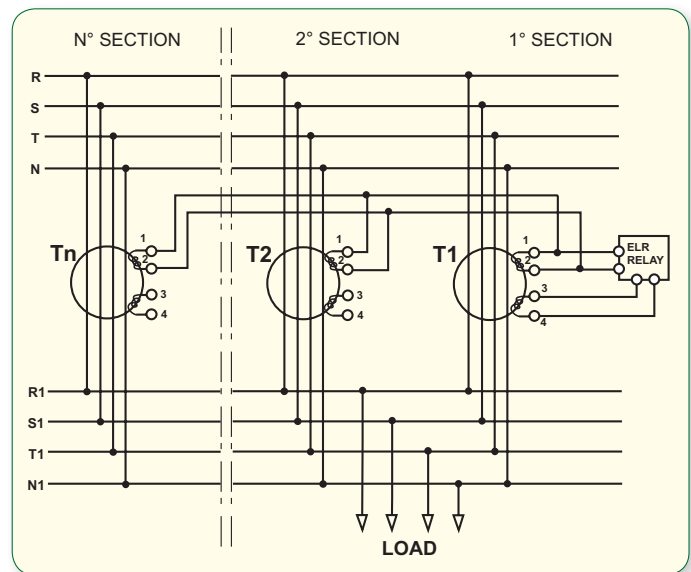 N° SECTION 2° SECTION 1° SECTION
R
S
T
N
Tn 1 2 3 4
T2 1 2 3 4
T1 1 2 3 4
ELR
RELAY
R1
S1
T1
N1
LOAD